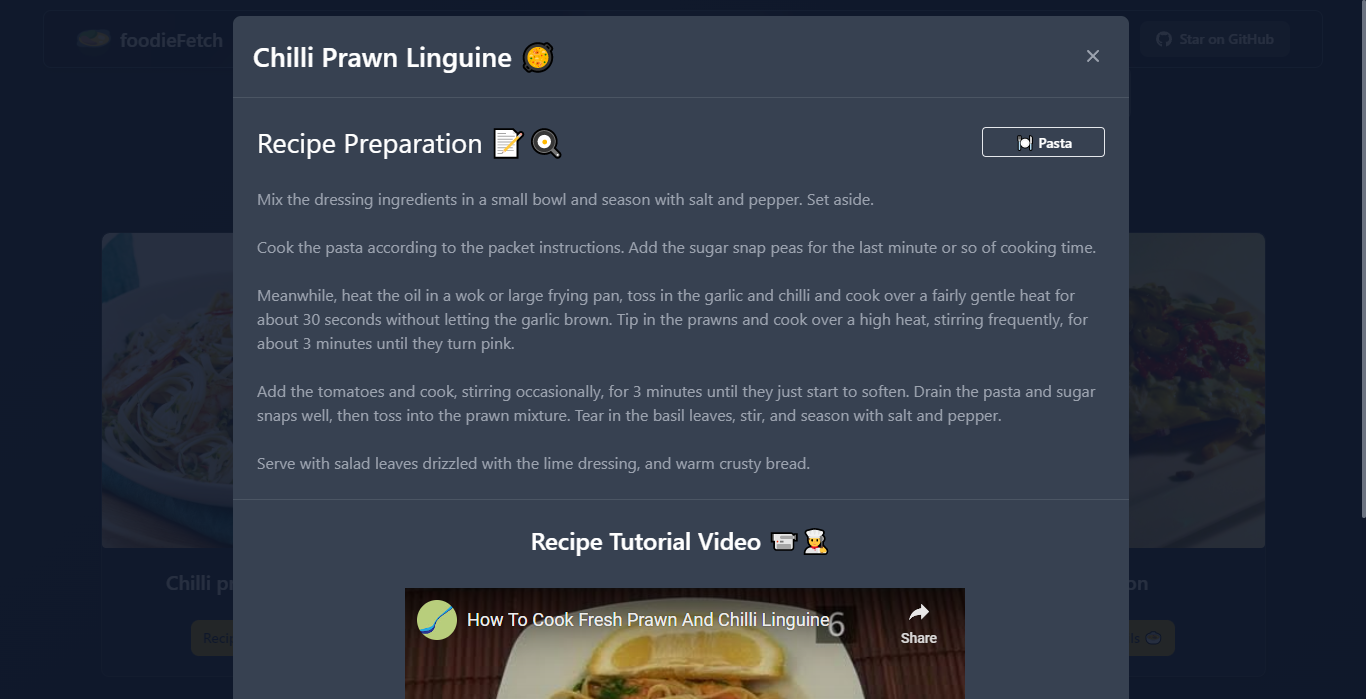 foodieFetch
Chilli Prawn Linguine
Star on GitHub
Recipe Preparation
Pasta
Mix the dressing ingredients in a small bowl and season with salt and pepper. Set aside.
Cook the pasta according to the packet instructions. Add the sugar snap peas for the last minute or so of cooking time.
Meanwhile, heat the oil in a wok or large frying pan, toss in the garlic and chilli and cook over a fairly gentle heat for
about 30 seconds without letting the garlic brown. Tip in the prawns and cook over a high heat, stirring frequently, for
about 3 minutes until they turn pink.
Add the tomatoes and cook, stirring occasionally, for 3 minutes until they just start to soften. Drain the pasta and sugar
snaps well, then toss into the prawn mixture. Tear in the basil leaves, stir, and season with salt and pepper.
Serve with salad leaves drizzled with the lime dressing, and warm crusty bread.
Recipe Tutorial Video
How To Cook Fresh Prawn And Chilli Linguine
6
Share
Chilli